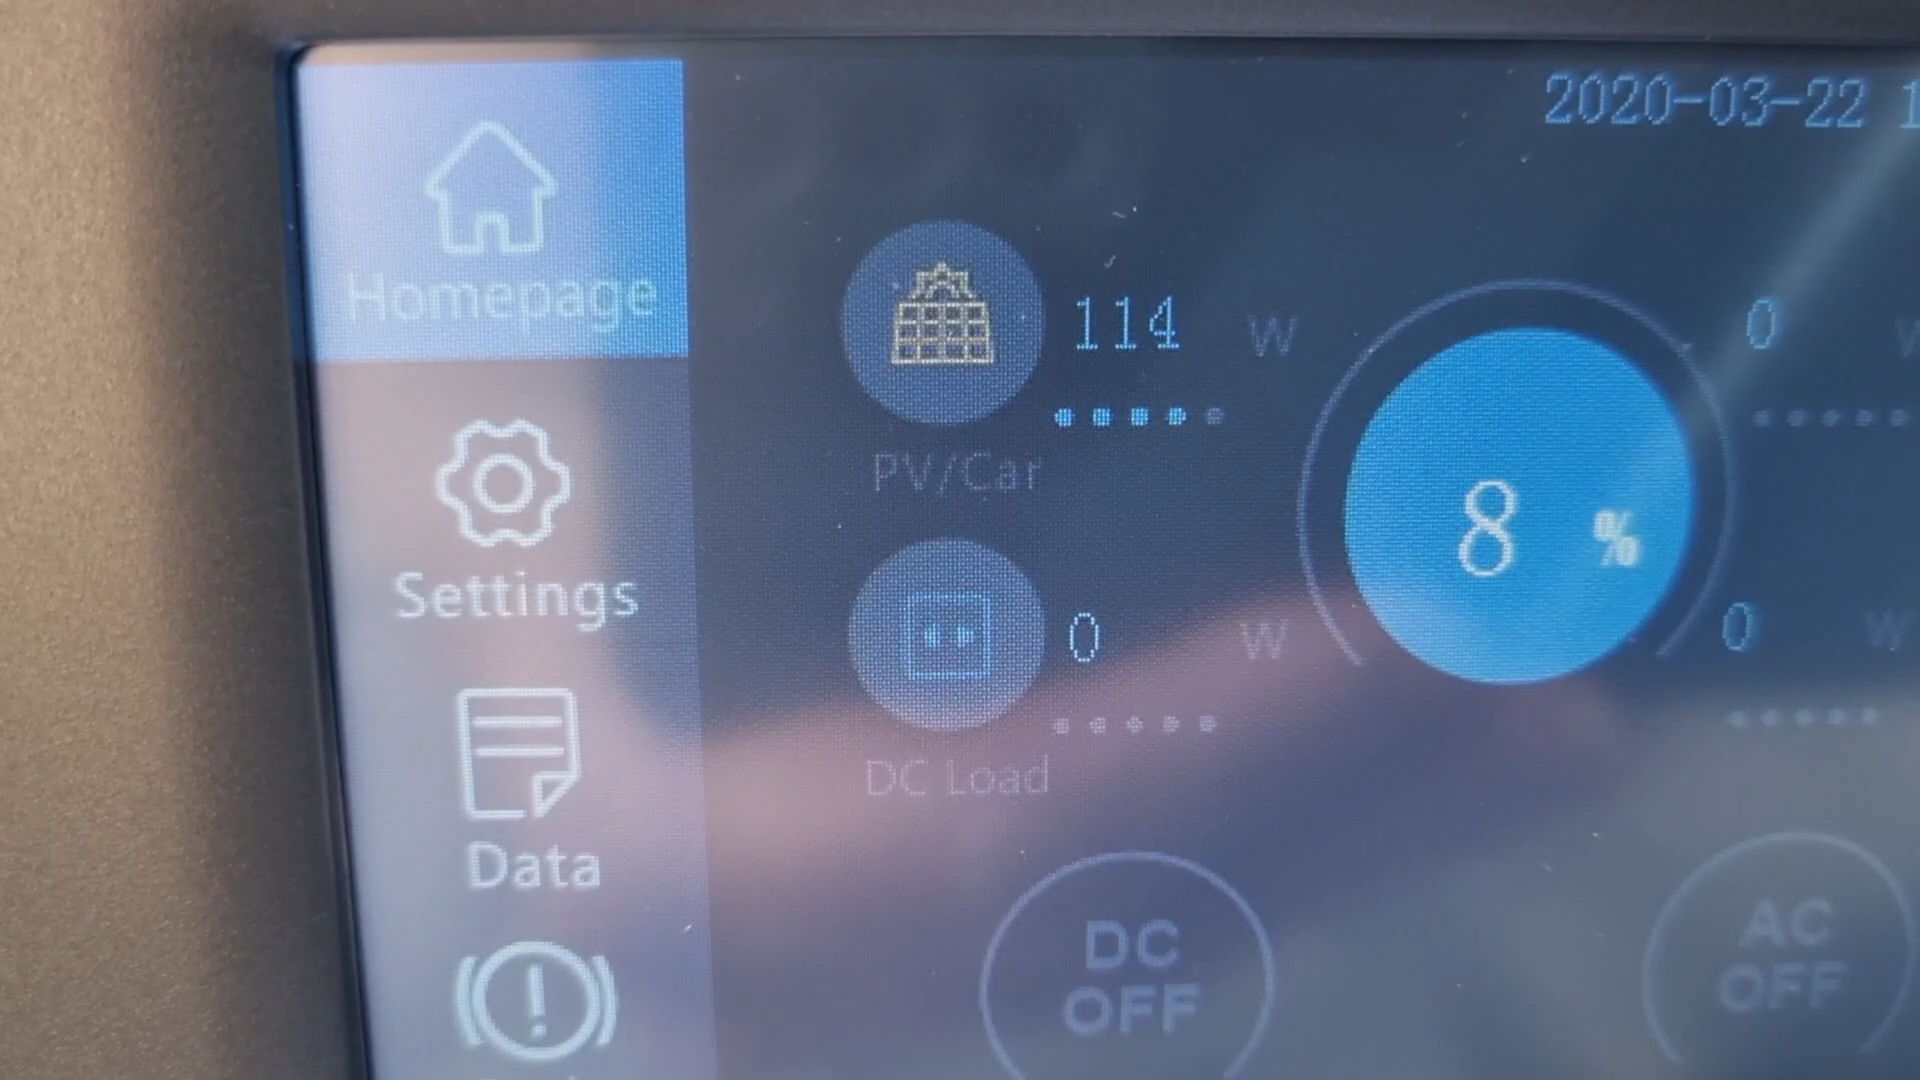 2020-03-22 1
Homepage
114 W
0 W
PV/Car
8 %
Settings
0 W
0 W
DC Load
Data
DC
OFF
AC
OFF